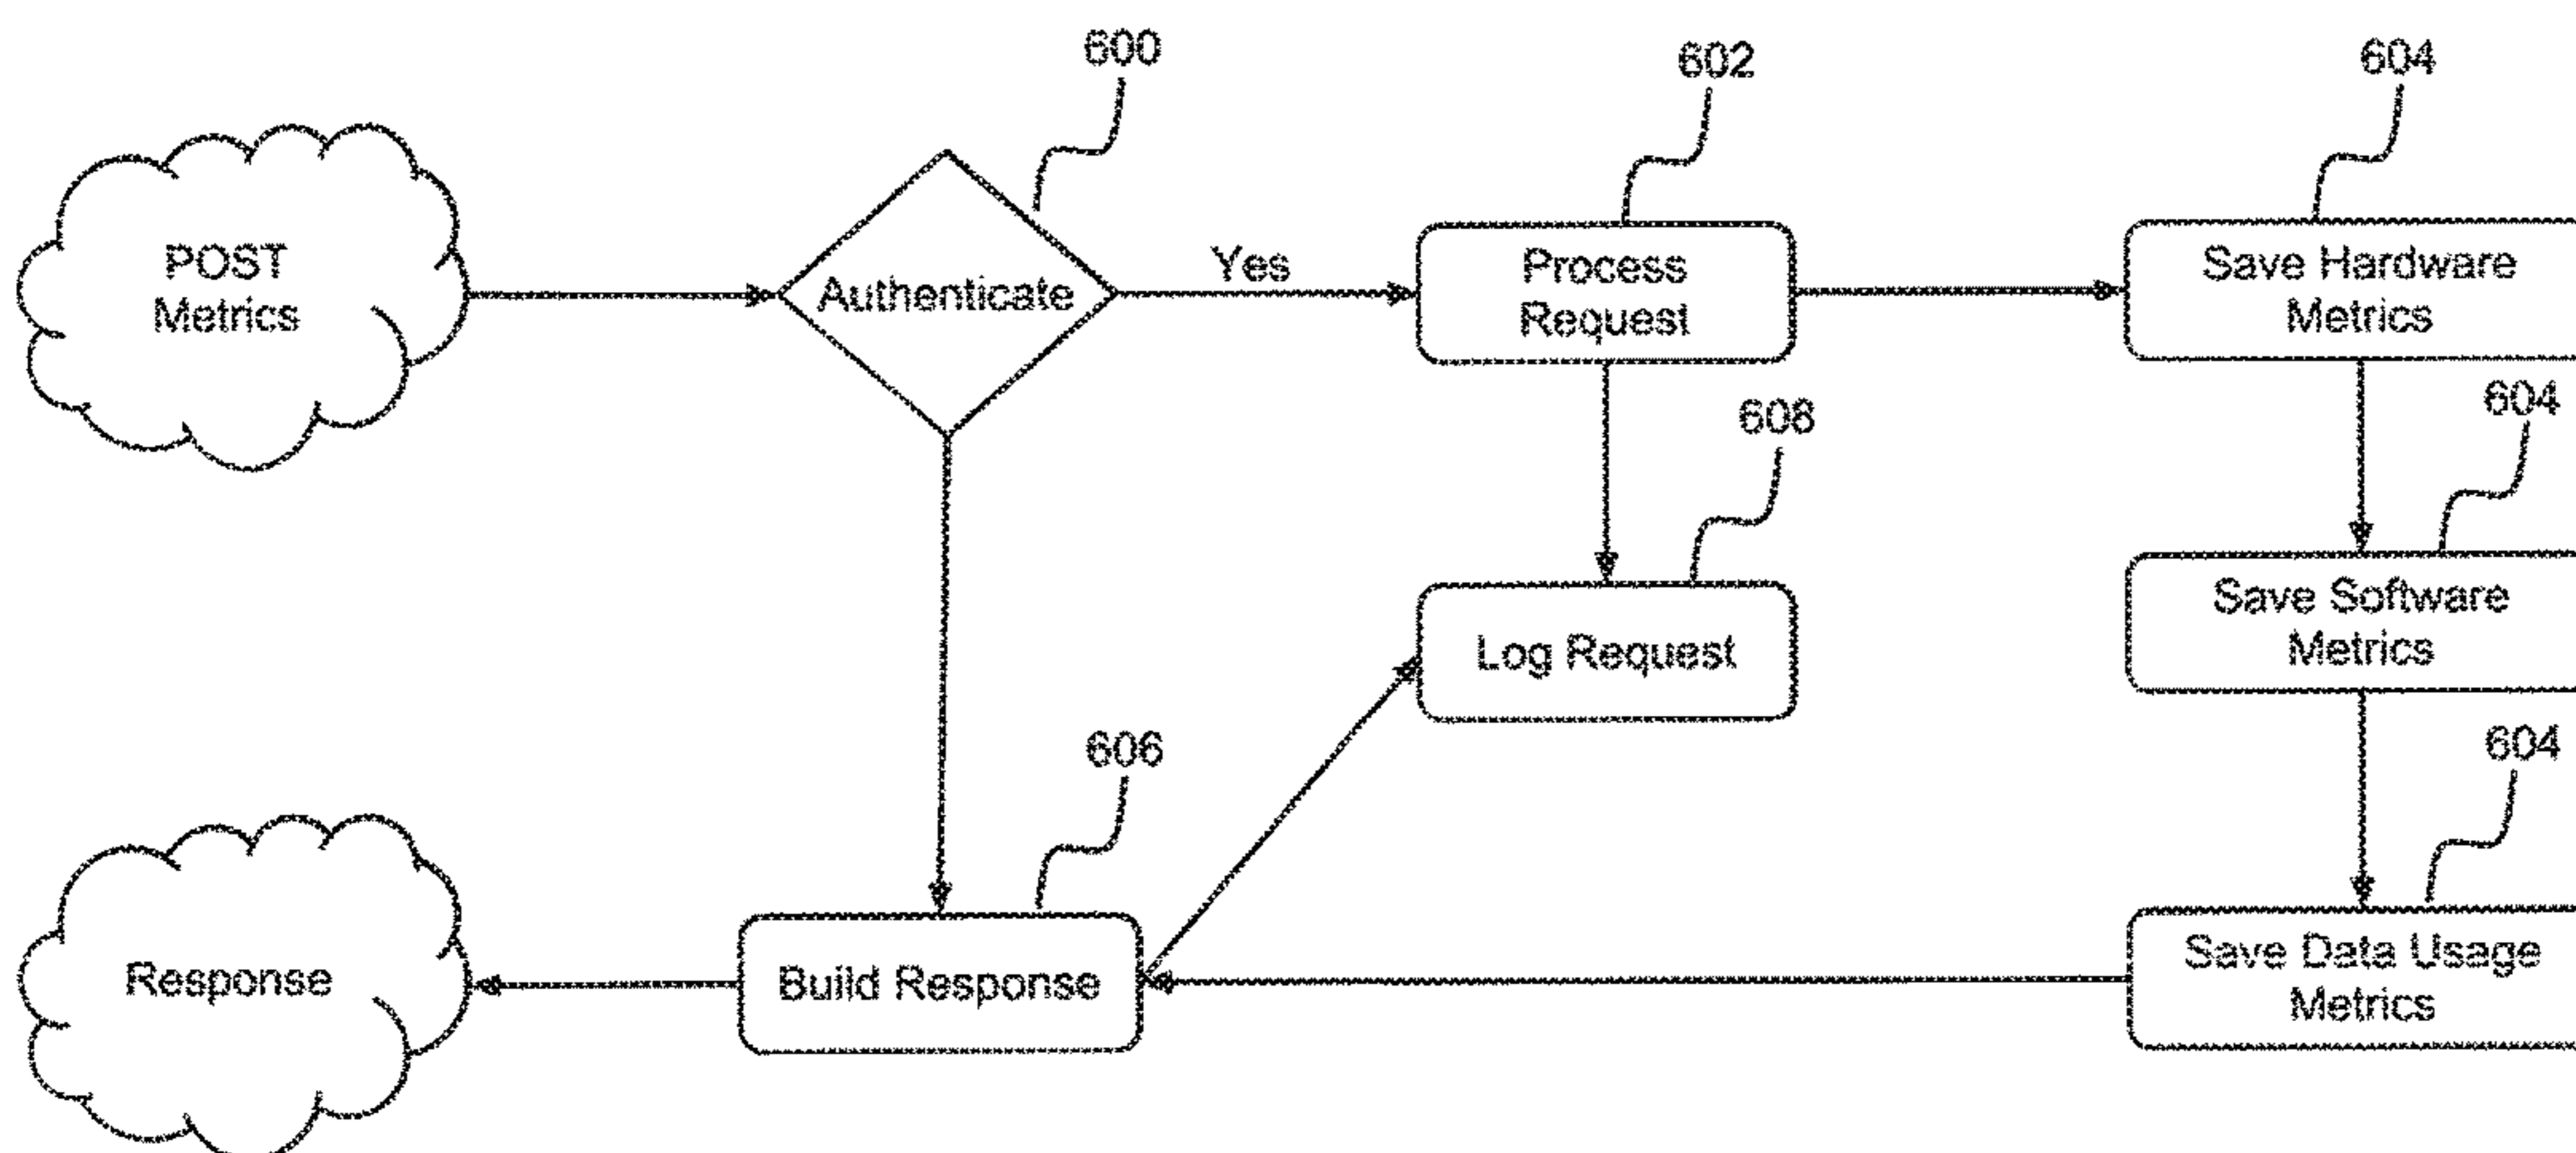 600
602
604
POST
Metrics
Authenticate
Yes
Process
Request
Save Hardware
Metrics
608
604
Log Request
Save Software
Metrics
606
604
Response
Build Response
Save Data Usage
Metrics